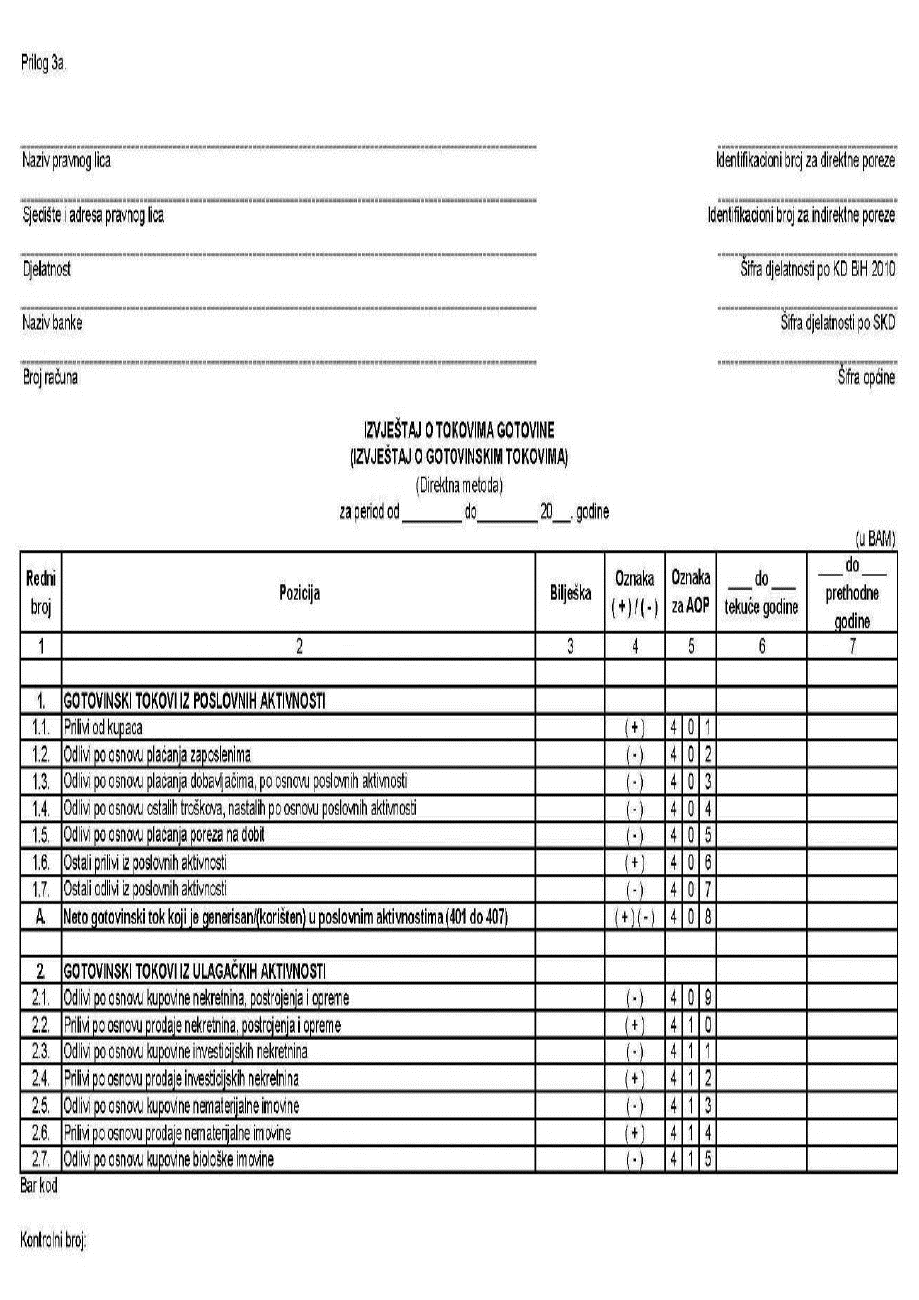 Prilog 3a.
Naziv pravnog lica Identifikacioni broj za direktne poreze
Sjedište i adresa pravnog lica Identifikacioni broj za indirektne poreze
Djelatnost Šifra djelatnosti po KD BIH 2010
Naziv banke Šifra djelatnosti po SKD
Broj računa Šifra općine
IZVJEŠTAJ O TOKOVIMA GOTOVINE
(IZVJEŠTAJ O GOTOVINSKIM TOKOVIMA)
(Direktna metoda)
za period od _________ do_________ 20___. godine
(u BAM)
Redni broj Pozicija Bilješka Oznaka (+)/(-) Oznaka za AOP ___ do ___ tekuće godine ___ do ___ prethodne godine
1 2 3 4 5 6 7
1. GOTOVINSKI TOKOVI IZ POSLOVNIH AKTIVNOSTI
1.1. Prilivi od kupaca (+) 4 0 1
1.2. Odlivi po osnovu plaćanja zaposlenima (-) 4 0 2
1.3. Odlivi po osnovu plaćanja dobavljačima, po osnovu poslovnih aktivnosti (-) 4 0 3
1.4. Odlivi po osnovu ostalih troškova, nastalih po osnovu poslovnih aktivnosti (-) 4 0 4
1.5. Odlivi po osnovu plaćanja poreza na dobit (-) 4 0 5
1.6. Ostali prilivi iz poslovnih aktivnosti (+) 4 0 6
1.7. Ostali odlivi iz poslovnih aktivnosti (-) 4 0 7
A. Neto gotovinski tok koji je generisan/(korišten) u poslovnim aktivnostima (401 do 407) (+)(-) 4 0 8
2. GOTOVINSKI TOKOVI IZ ULAGAČKIH AKTIVNOSTI
2.1. Odlivi po osnovu kupovine nekretnina, postrojenja i opreme (-) 4 0 9
2.2. Prilivi po osnovu prodaje nekretnina, postrojenja i opreme (+) 4 1 0
2.3. Odlivi po osnovu kupovine investicijskih nekretnina (-) 4 1 1
2.4. Prilivi po osnovu prodaje investicijskih nekretnina (+) 4 1 2
2.5. Odlivi po osnovu kupovine nematerijalne imovine (-) 4 1 3
2.6. Prilivi po osnovu prodaje nematerijalne imovine (+) 4 1 4
2.7. Odlivi po osnovu kupovine biološke imovine (-) 4 1 5
Bar kod
Kontrolni broj: